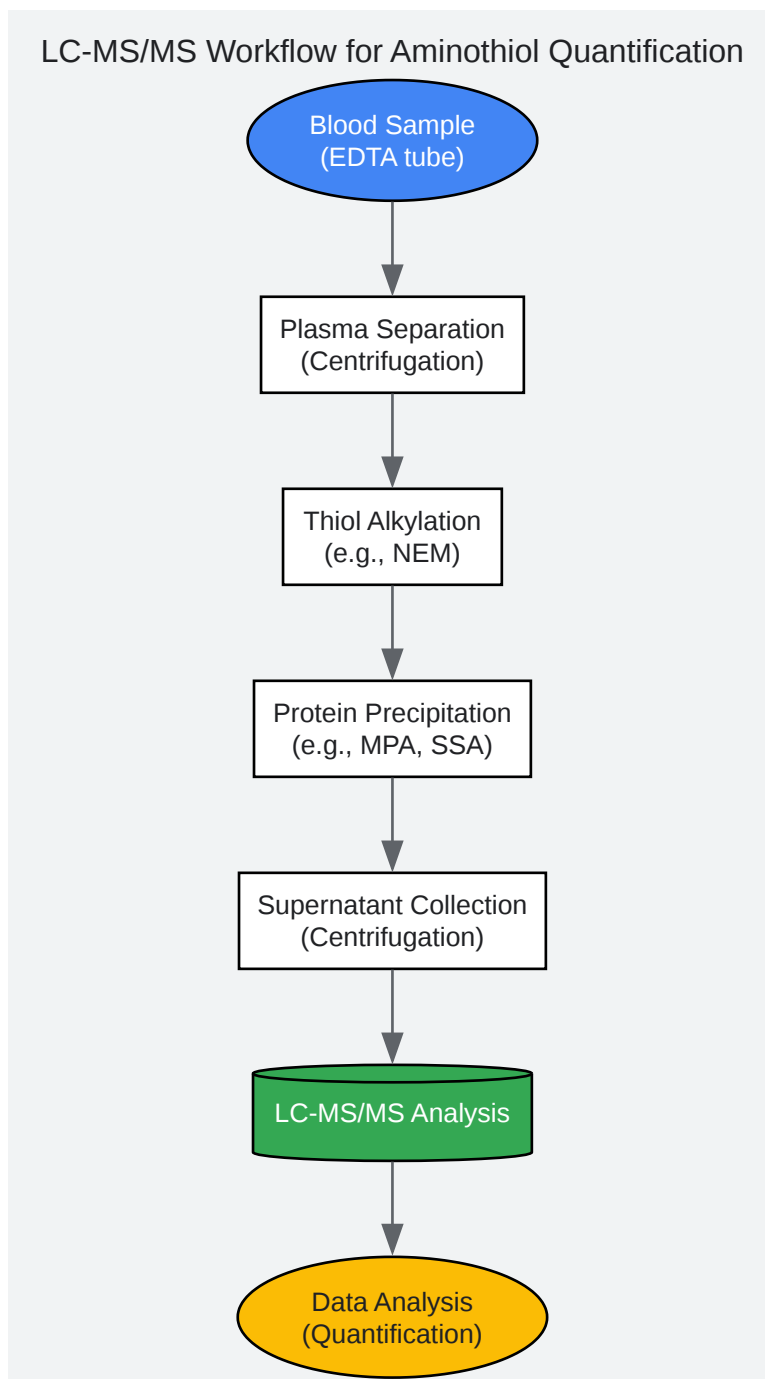 LC-MS/MS Workflow for Aminothiol Quantification
Blood Sample
(EDTA tube)
Plasma Separation
(Centrifugation)
Thiol Alkylation
(e.g., NEM)
Protein Precipitation
(e.g., MPA, SSA)
Supernatant Collection
(Centrifugation)
LC-MS/MS Analysis
Data Analysis
(Quantification)